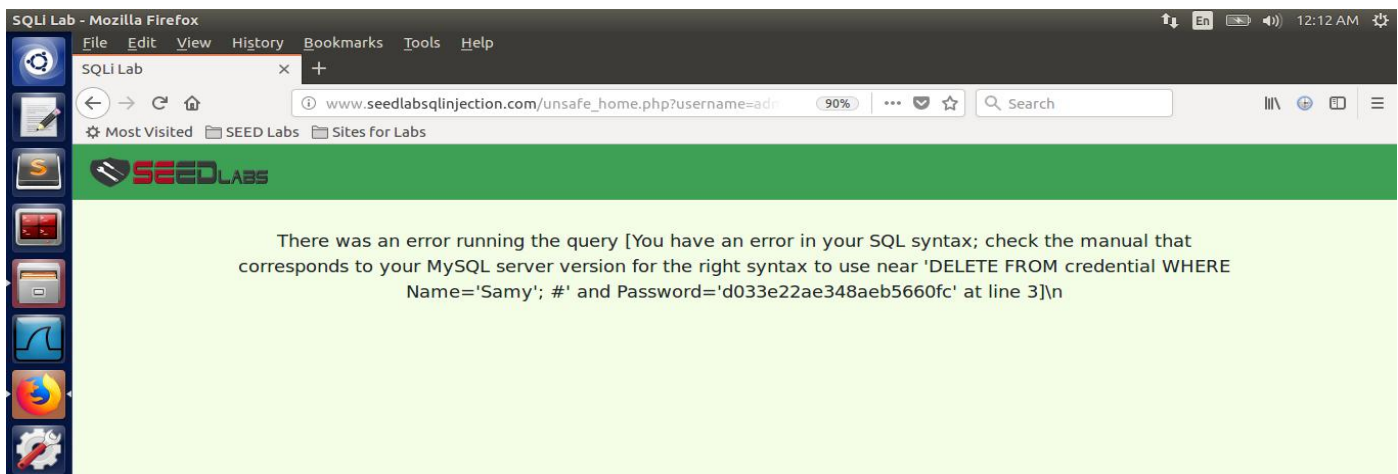 SQLi Lab - Mozilla Firefox
En
12:12 AM
File Edit View History Bookmarks Tools Help
SQLi Lab
www.seedlabsqlinjection.com/unsafe_home.php?username=adn
90%
Search
Most Visited SEED Labs Sites for Labs
SEEDLABS
There was an error running the query [You have an error in your SQL syntax; check the manual that
corresponds to your MySQL server version for the right syntax to use near 'DELETE FROM credential WHERE
Name='Samy'; #' and Password='d033e22ae348aeb5660fc' at line 3]\n